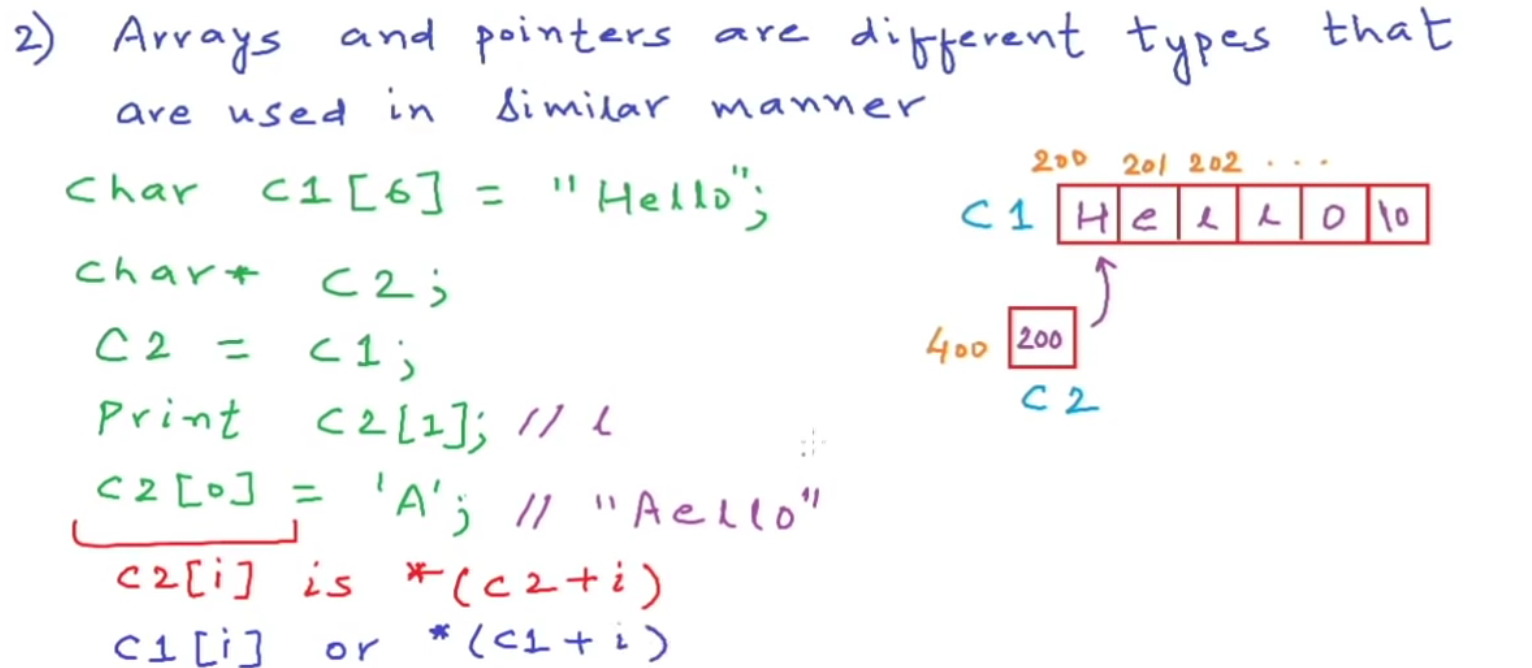 2) Arrays and pointers are different types that
are used in similar manner
char C1[6] = "Hello";
char* C2;
C2 = C1;
Print C2[1]; // l
C2[0] = 'A'; // "Aello"
C2[i] is *(C2+i)
C1[i] or *(C1+i)
200 201 202 ...
C1 H e l l o \0
400 200
C2